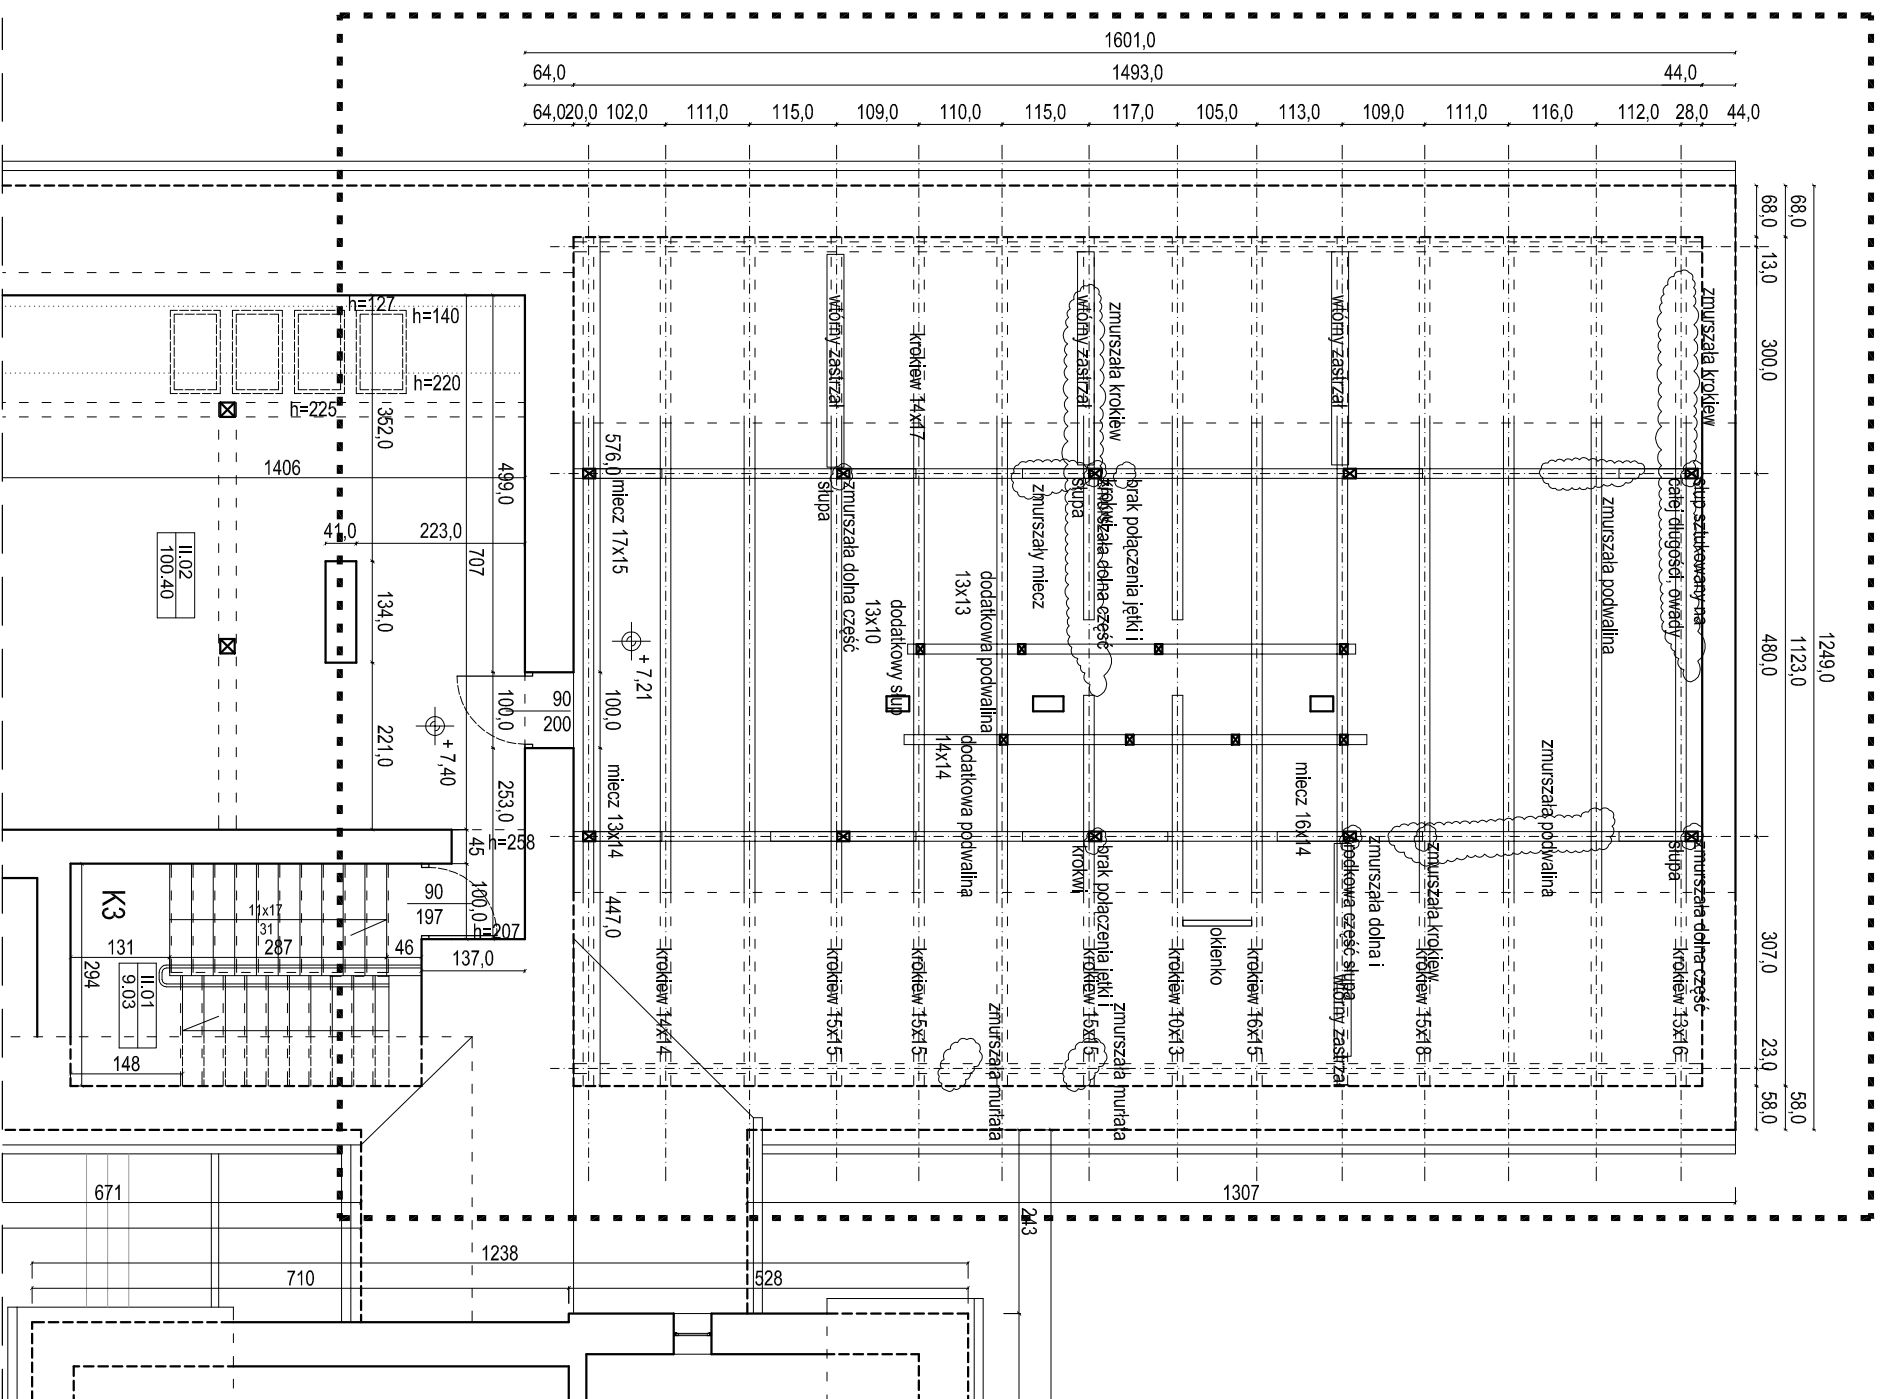 1601,0
64,0
1493,0
44,0
64,0
20,0
102,0
111,0
115,0
109,0
110,0
115,0
117,0
105,0
113,0
109,0
111,0
116,0
112,0
28,0
44,0
68,0
68,0
13,0
300,0
480,0
1123,0
1249,0
307,0
23,0
58,0
58,0
h=127
h=140
h=220
h=225
352,0
499,0
1406
41,0
223,0
707
134,0
221,0
II.02
100.40
+ 7,40
+ 7,21
100,0
90
200
100,0
253,0
45
h=258
100,0
90
197
h=207
137,0
576,0
miecz 17x15
miecz 13x14
447,0
wtórny zastrzał
krokiew 14x17
wtórny zastrzał
zmurszała krokiew
wtórny zastrzał
zmurszała krokiew
zmurszała dolna część
słupa
zmurszały miecz
zmurszała dolna część
słupa
brak połączenia jętki i
krokwi
zmurszała podwalina
słup sztukowany na
całej długości, owady
dodatkowy słup
13x10
dodatkowa podwalina
13x13
dodatkowa podwalina
14x14
miecz 16x14
zmurszała podwalina
brak połączenia jętki i
krokwi
zmurszała dolna i
środkowa część słupa
zmurszała krokiew
zmurszała dolna część
słupa
okienko
krokiew 14x14
krokiew 15x15
krokiew 15x15
krokiew 15x15
krokiew 10x13
krokiew 16x15
wtórny zastrzał
krokiew 15x18
krokiew 13x16
zmurszała murłata
zmurszała murłata
K3
11x17
31
131
287
46
294
II.01
9.03
148
671
1307
243
1238
710
528